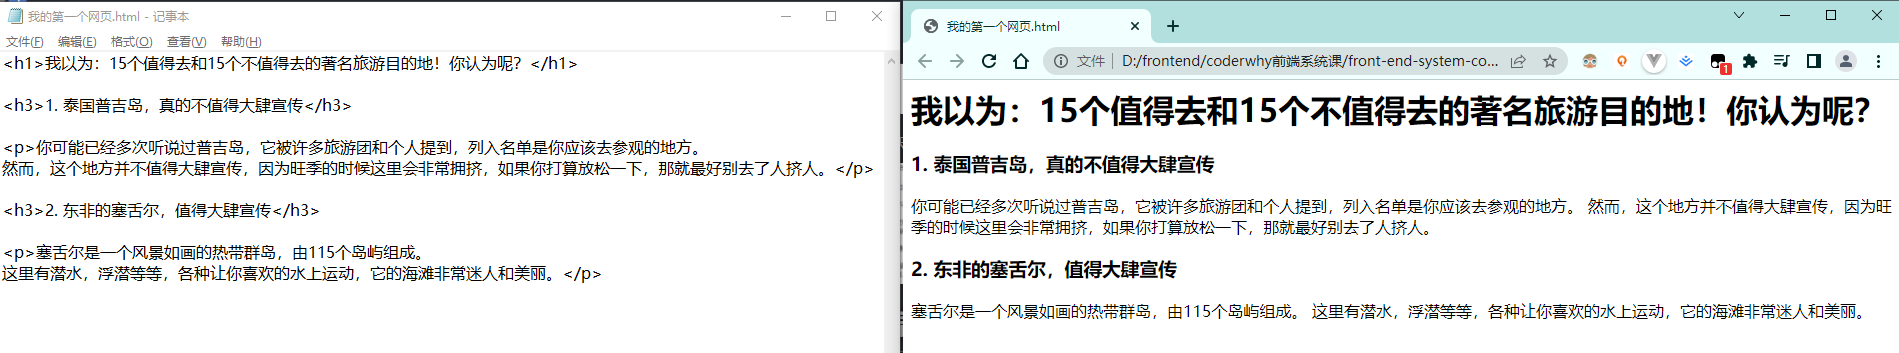 我的第一个网页.html - 记事本
文件(F) 编辑(E) 格式(O) 查看(V) 帮助(H)
<h1>我以为：15个值得去和15个不值得去的著名旅游目的地！你认为呢？</h1>
<h3>1. 泰国普吉岛，真的不值得大肆宣传</h3>
<p>你可能已经多次听说过普吉岛，它被许多旅游团和个人提到，列入名单是你应该去参观的地方。
然而，这个地方并不值得大肆宣传，因为旺季的时候这里会非常拥挤，如果你打算放松一下，那就最好别去了人挤人。</p>
<h3>2. 东非的塞舌尔，值得大肆宣传</h3>
<p>塞舌尔是一个风景如画的热带群岛，由115个岛屿组成。
这里有潜水，浮潜等等，各种让你喜欢的水上运动，它的海滩非常迷人和美丽。</p>
我的第一个网页.html
文件 D:/frontend/coderwhy前端系统课/front-end-system-co...
1
我以为：15个值得去和15个不值得去的著名旅游目的地！你认为呢？
1. 泰国普吉岛，真的不值得大肆宣传
你可能已经多次听说过普吉岛，它被许多旅游团和个人提到，列入名单是你应该去参观的地方。 然而，这个地方并不值得大肆宣传，因为旺
季的时候这里会非常拥挤，如果你打算放松一下，那就最好别去了人挤人。
2. 东非的塞舌尔，值得大肆宣传
塞舌尔是一个风景如画的热带群岛，由115个岛屿组成。 这里有潜水，浮潜等等，各种让你喜欢的水上运动，它的海滩非常迷人和美丽。